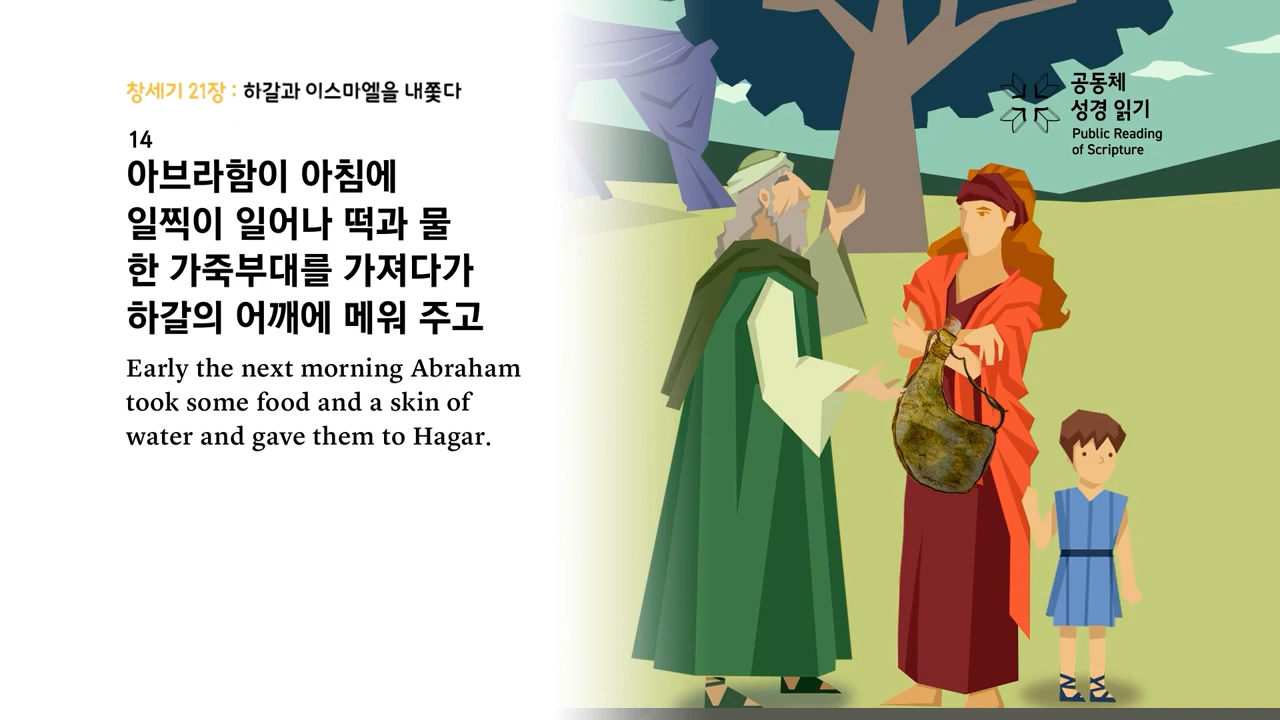 창세기 21장 : 하갈과 이스마엘을 내쫓다
14
아브라함이 아침에
일찍이 일어나 떡과 물
한 가죽부대를 가져다가
하갈의 어깨에 메워 주고
Early the next morning Abraham
took some food and a skin of
water and gave them to Hagar.
공동체
성경 읽기
Public Reading
of Scripture